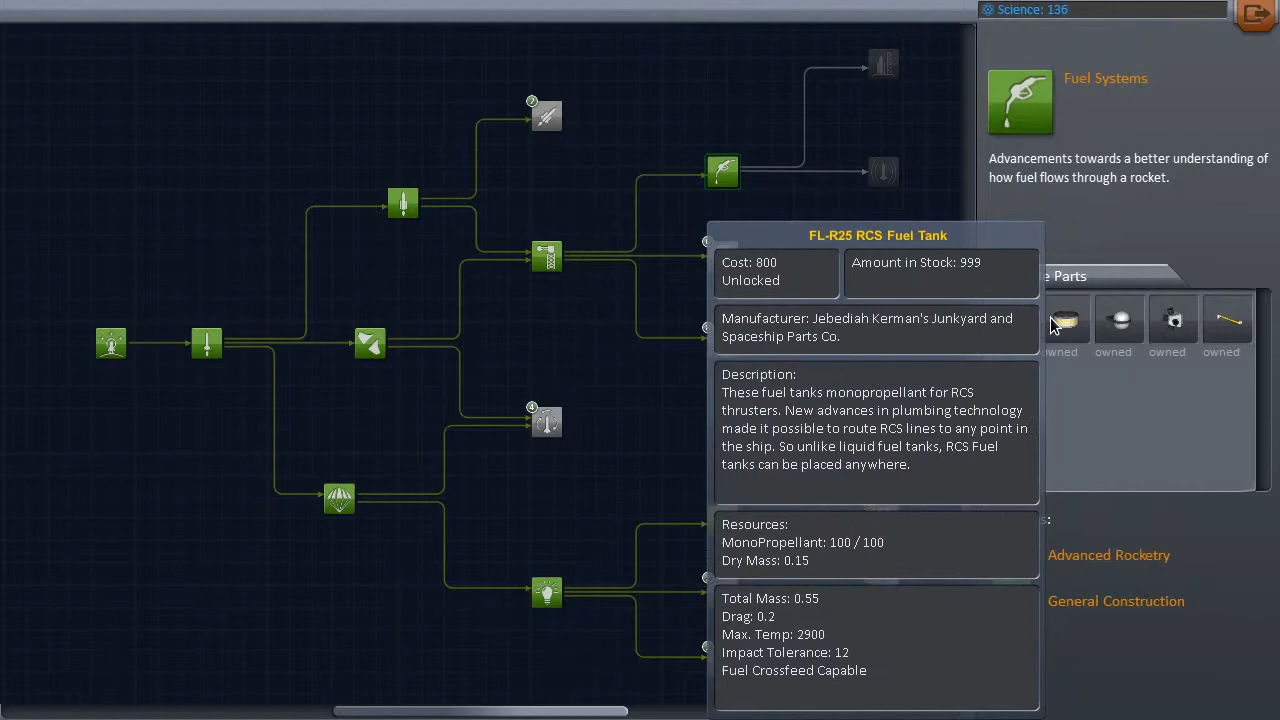 Science: 136
Fuel Systems
Advancements towards a better understanding of
how fuel flows through a rocket.
FL-R25 RCS Fuel Tank
Cost: 800
Unlocked
Amount in Stock: 999
Manufacturer: Jebediah Kerman's Junkyard and
Spaceship Parts Co.
Description:
These fuel tanks monopropellant for RCS
thrusters. New advances in plumbing technology
made it possible to route RCS lines to any point in
the ship. So unlike liquid fuel tanks, RCS Fuel
tanks can be placed anywhere.
Resources:
MonoPropellant: 100 / 100
Dry Mass: 0.15
Total Mass: 0.55
Drag: 0.2
Max. Temp: 2900
Impact Tolerance: 12
Fuel Crossfeed Capable
e Parts
owned owned owned owned
s:
Advanced Rocketry
General Construction
4